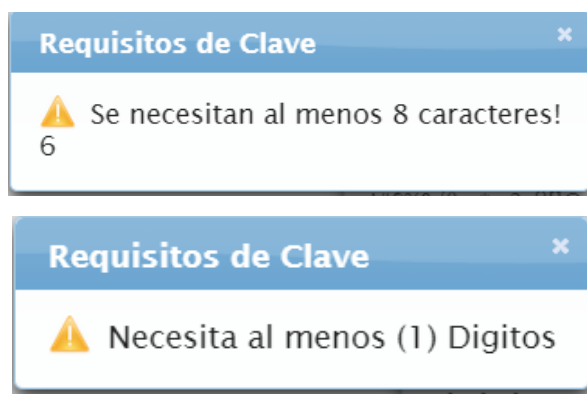 Requisitos de Clave
Se necesitan al menos 8 caracteres!
6
Requisitos de Clave
Necesita al menos (1) Digitos